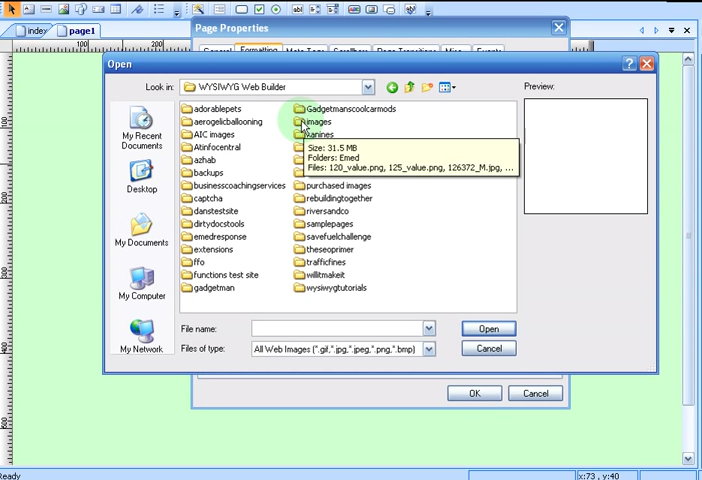 Page Properties
index page1
100 200
General Formatting Meta Tags Scrollbars Page Transitions Misc Events
Open
Look in: WYSIWYG Web Builder
Preview:
My Recent
Documents
Desktop
My Documents
My Computer
My Network
adorablepets
aerogelicballooning
AIC images
Atinfocentral
azhab
backups
businesscoachingservices
captcha
danstestsite
dirtydocstools
emedresponse
extensions
ffo
functions test site
gadgetman
Gadgetmanscoolcarmods
images
kanines
Size: 31.5 MB
Folders: Emed
Files: 120_value.png, 125_value.png, 126372_M.jpg, ...
purchased images
rebuildingtogether
riversandco
samplepages
savefuelchallenge
theseoprimer
trafficfines
willitmakeit
wysiwygtutorials
File name:
Open
Files of type: All Web Images (*.gif,*.jpg,*.jpeg,*.png,*.bmp)
Cancel
OK Cancel
Ready
x:73 , y:40